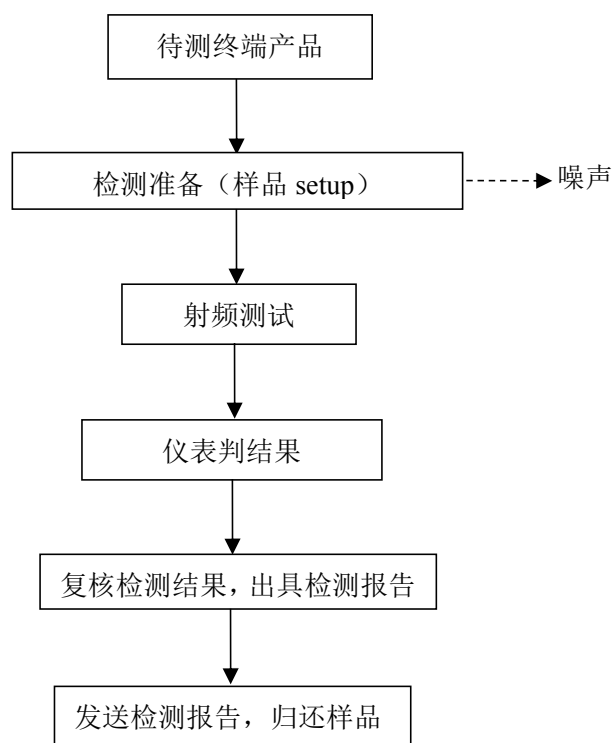 待测终端产品
检测准备（样品 setup）
噪声
射频测试
仪表判结果
复核检测结果，出具检测报告
发送检测报告，归还样品